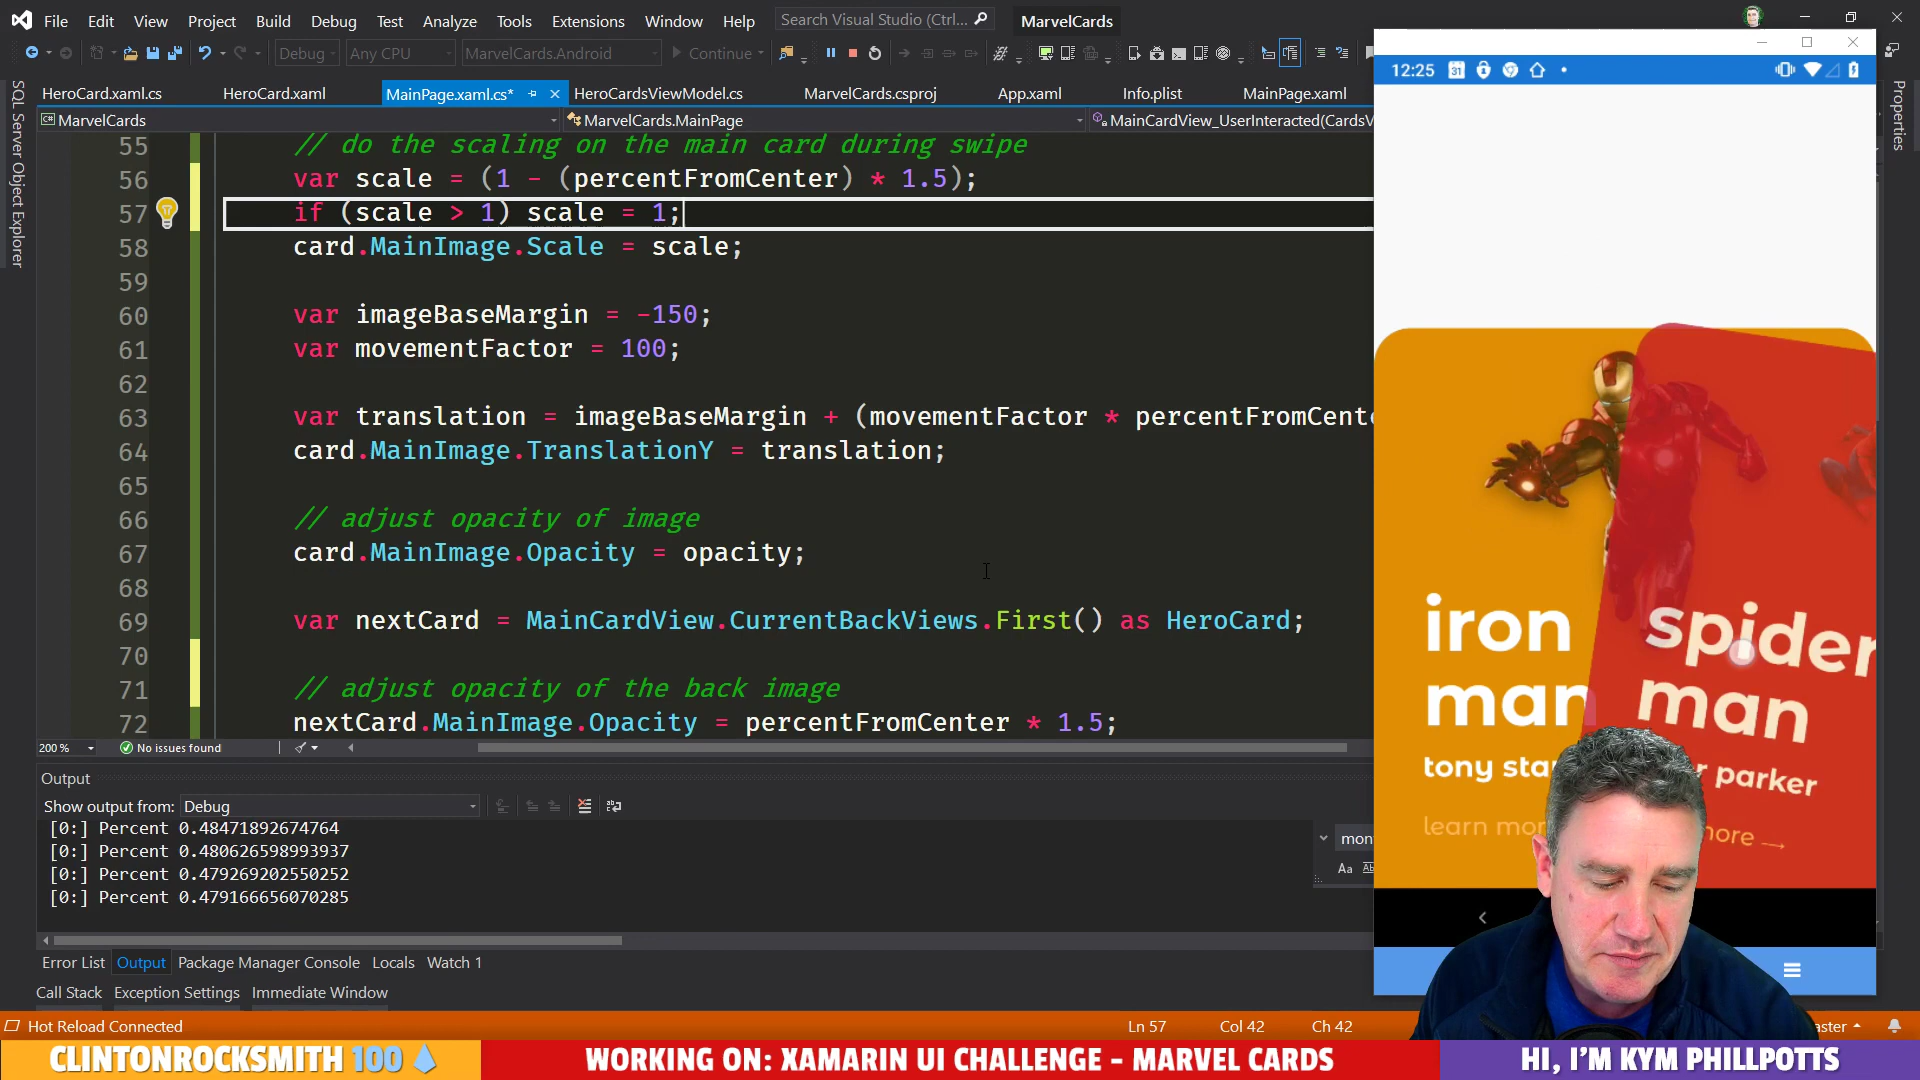 File Edit View Project Build Debug Test Analyze Tools Extensions Window Help Search Visual Studio (Ctrl... MarvelCards
Debug Any CPU MarvelCards.Android Continue
HeroCard.xaml.cs HeroCard.xaml MainPage.xaml.cs* HeroCardsViewModel.cs MarvelCards.csproj App.xaml Info.plist MainPage.xaml
MarvelCards MarvelCards.MainPage MainCardView_UserInteracted(CardsV
SQL Server Object Explorer
Properties
55 // do the scaling on the main card during swipe
56 var scale = (1 - (percentFromCenter) * 1.5);
57 if (scale > 1) scale = 1;
58 card.MainImage.Scale = scale;
59
60 var imageBaseMargin = -150;
61 var movementFactor = 100;
62
63 var translation = imageBaseMargin + (movementFactor * percentFromCente
64 card.MainImage.TranslationY = translation;
65
66 // adjust opacity of image
67 card.MainImage.Opacity = opacity;
68
69 var nextCard = MainCardView.CurrentBackViews.First() as HeroCard;
70
71 // adjust opacity of the back image
72 nextCard.MainImage.Opacity = percentFromCenter * 1.5;
200 % No issues found
Output
Show output from: Debug
[0:] Percent 0.48471892674764
[0:] Percent 0.480626598993937
[0:] Percent 0.479269202550252
[0:] Percent 0.479166656070285
mon
Aa
Error List Output Package Manager Console Locals Watch 1
Call Stack Exception Settings Immediate Window
Hot Reload Connected Ln 57 Col 42 Ch 42 aster
12:25 31
iron
man
tony sta
learn mor
spider
man
r parker
more →
CLINTONROCKSMITH 100
WORKING ON: XAMARIN UI CHALLENGE - MARVEL CARDS
HI, I'M KYM PHILLPOTTS